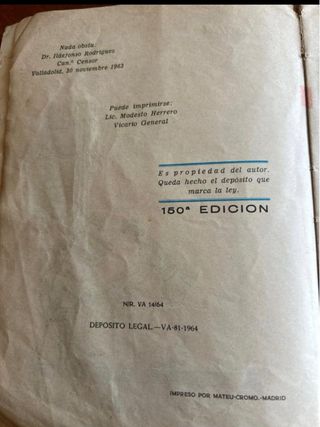 Nada obsta:
Dr. Ildefonso Rodríguez
Can.º Censor
Valladolid, 30 noviembre 1963
Puede imprimirse:
Lic. Modesto Herrero
Vicario General
Es propiedad del autor.
Queda hecho el depósito que
marca la ley.
150ª EDICION
N/R. VA 14/64
DEPOSITO LEGAL.—VA-81-1964
IMPRESO POR MATEU-CROMO.-MADRID